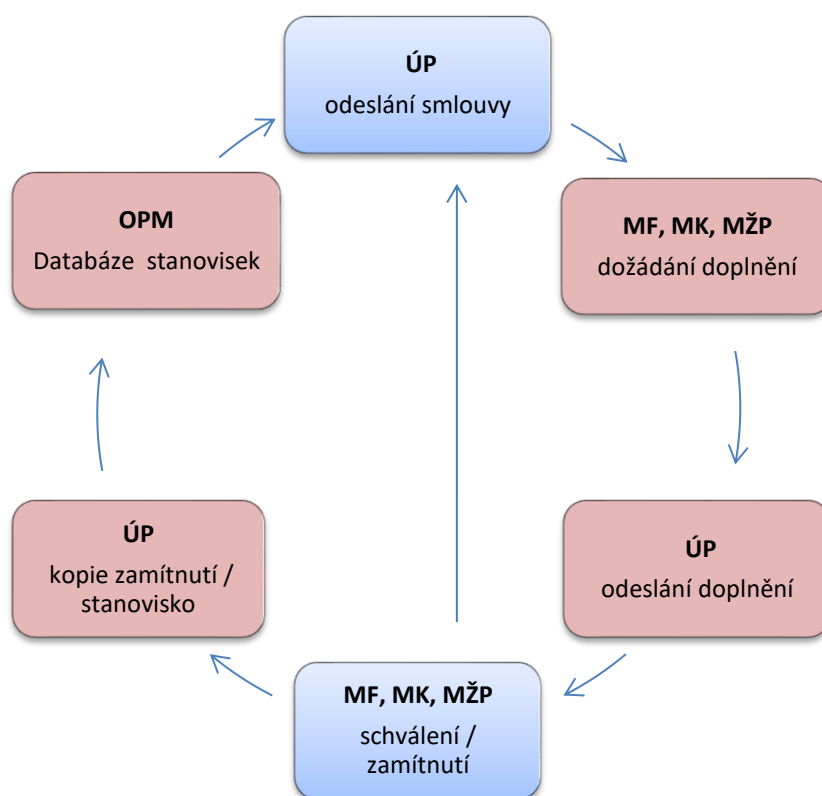 ÚP
odeslání smlouvy
OPM
Databáze stanovisek
MF, MK, MŽP
dožádání doplnění
ÚP
kopie zamítnutí /
stanovisko
ÚP
odeslání doplnění
MF, MK, MŽP
schválení /
zamítnutí